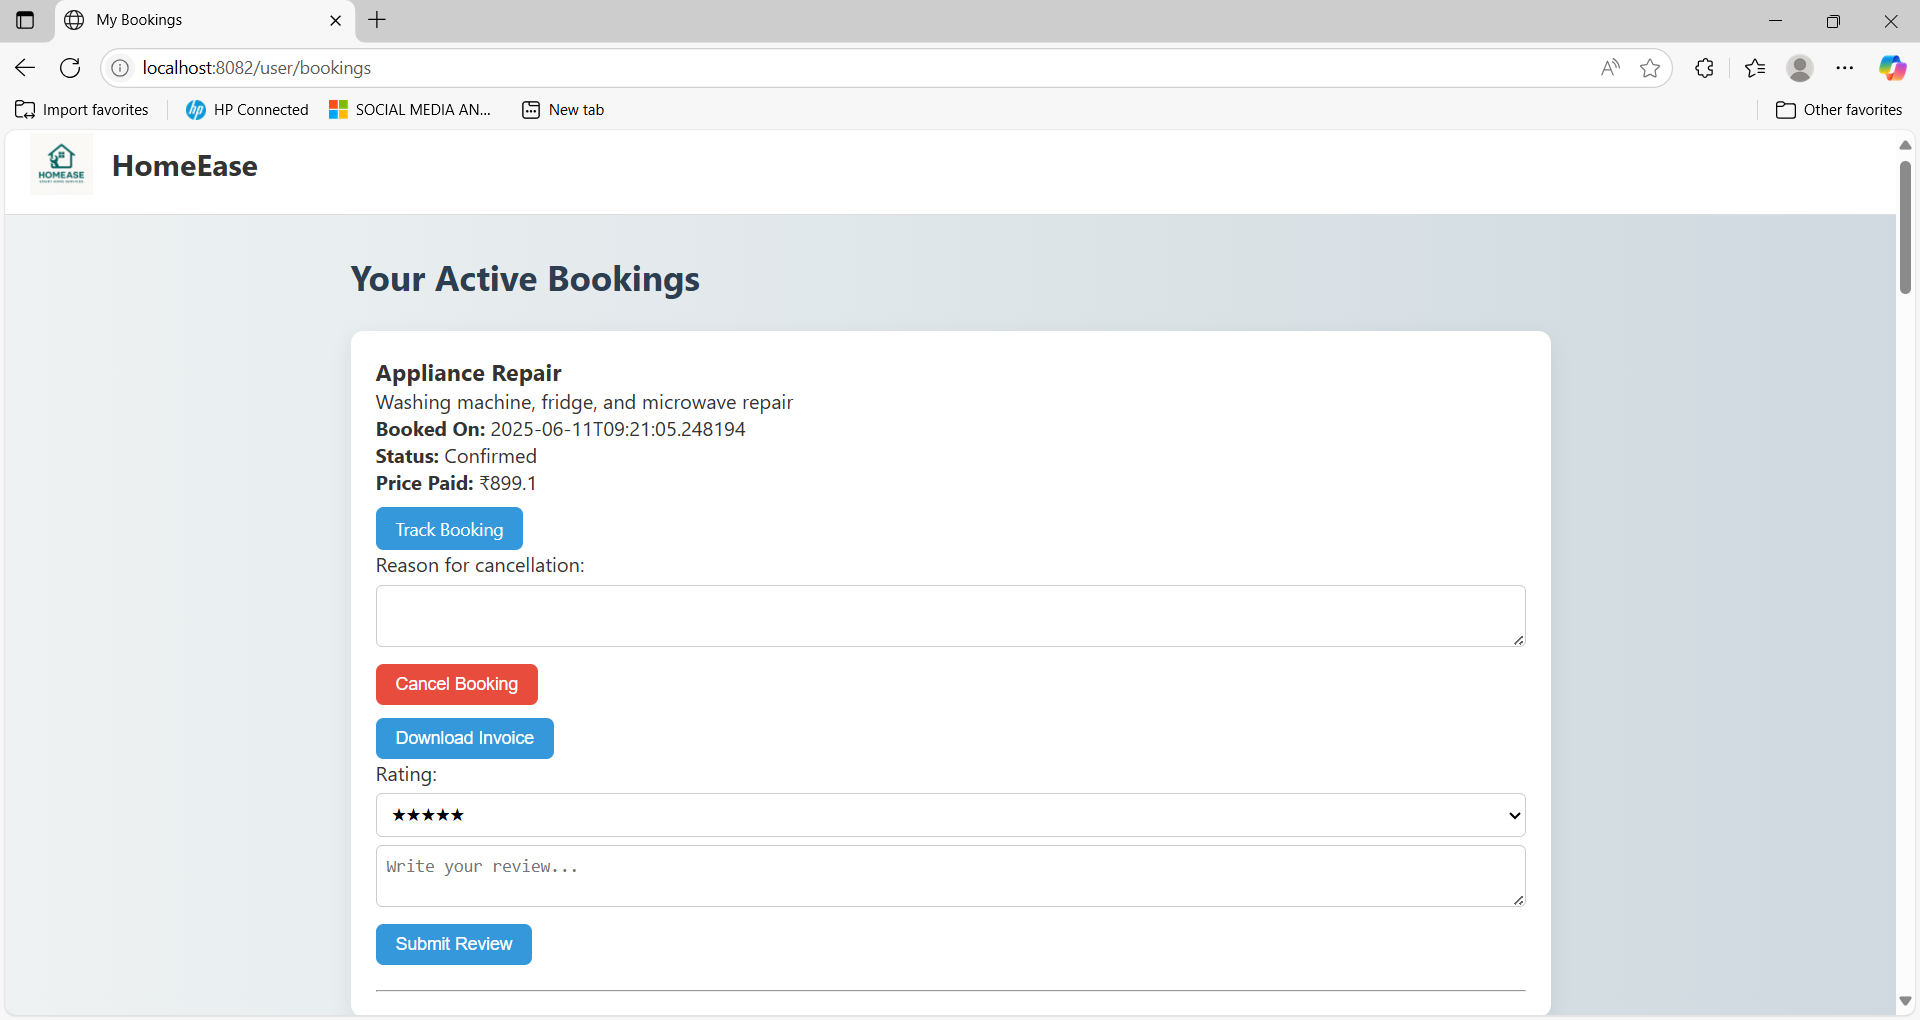 My Bookings
localhost:8082/user/bookings
Import favorites
HP Connected
SOCIAL MEDIA AN...
New tab
Other favorites
HOMEASE
HomeEase
Your Active Bookings
Appliance Repair
Washing machine, fridge, and microwave repair
Booked On: 2025-06-11T09:21:05.248194
Status: Confirmed
Price Paid: ₹899.1
Track Booking
Reason for cancellation:
Cancel Booking
Download Invoice
Rating:
★★★★★
Write your review...
Submit Review